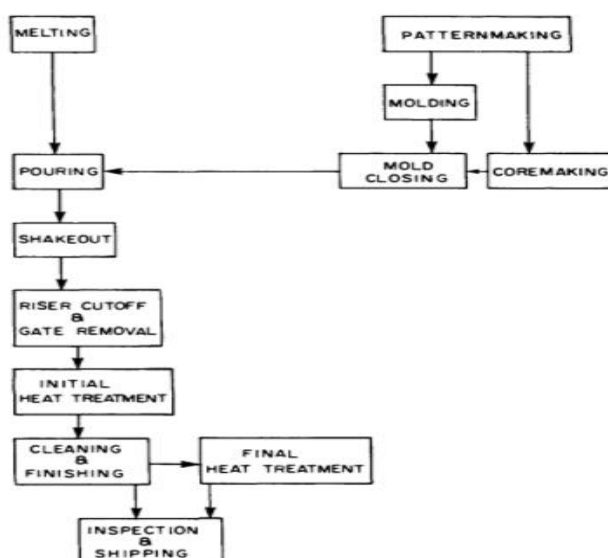 MELTING
PATTERNMAKING
MOLDING
POURING
MOLD
CLOSING
COREMAKING
SHAKEOUT
RISER CUTOFF
&
GATE REMOVAL
INITIAL
HEAT TREATMENT
CLEANING
&
FINISHING
FINAL
HEAT TREATMENT
INSPECTION
&
SHIPPING